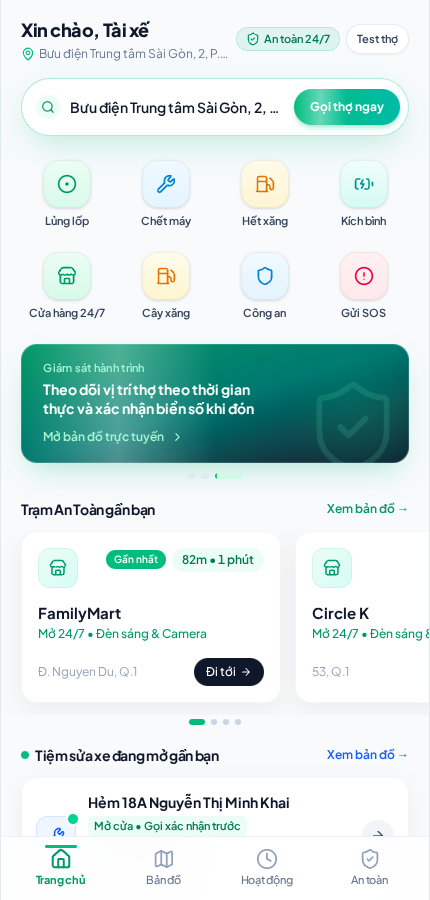 Xin chào, Tài xế
Bưu điện Trung tâm Sài Gòn, 2, P....
An toàn 24/7
Test thợ
Bưu điện Trung tâm Sài Gòn, 2, ...
Gọi thợ ngay
Lủng lốp
Chết máy
Hết xăng
Kích bình
Cửa hàng 24/7
Cây xăng
Công an
Gửi SOS
Giám sát hành trình
Theo dõi vị trí thợ theo thời gian
thực và xác nhận biển số khi đón
Mở bản đồ trực tuyến
Trạm An Toàn gần bạn
Xem bản đồ →
Gần nhất
82m • 1 phút
FamilyMart
Mở 24/7 • Đèn sáng & Camera
Đ. Nguyen Du, Q.1
Đi tới →
Circle K
Mở 24/7 • Đèn sáng &
53, Q.1
Tiệm sửa xe đang mở gần bạn
Xem bản đồ →
Hẻm 18A Nguyễn Thị Minh Khai
Mở cửa • Gọi xác nhận trước
Trang chủ
Bản đồ
Hoạt động
An toàn